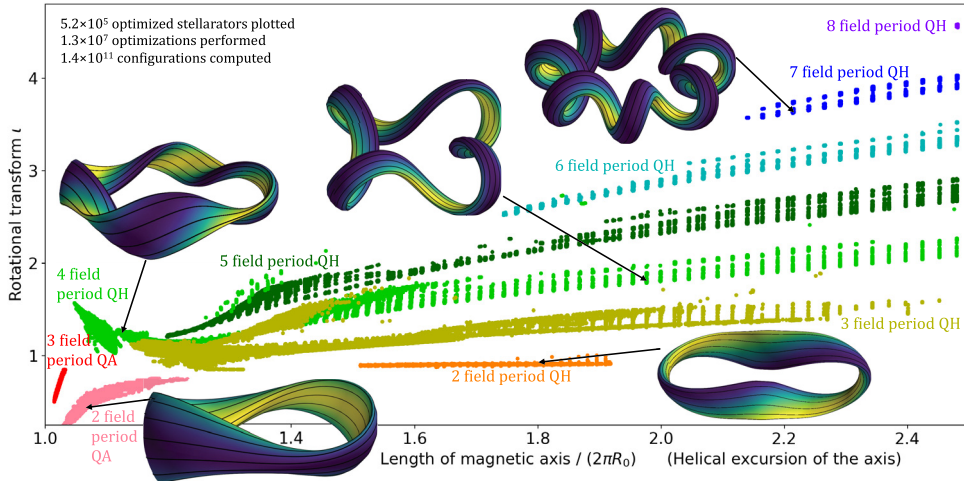 5.2×10⁵ optimized stellarators plotted
1.3×10⁷ optimizations performed
1.4×10¹¹ configurations computed
8 field period QH
7 field period QH
6 field period QH
5 field period QH
4 field
period QH
3 field
period QA
3 field period QH
2 field period QH
2 field
period
QA
Rotational transform ι
4
3
2
1
1.0
1.4
1.6
1.8
2.0
2.2
2.4
Length of magnetic axis / (2πR₀) (Helical excursion of the axis)